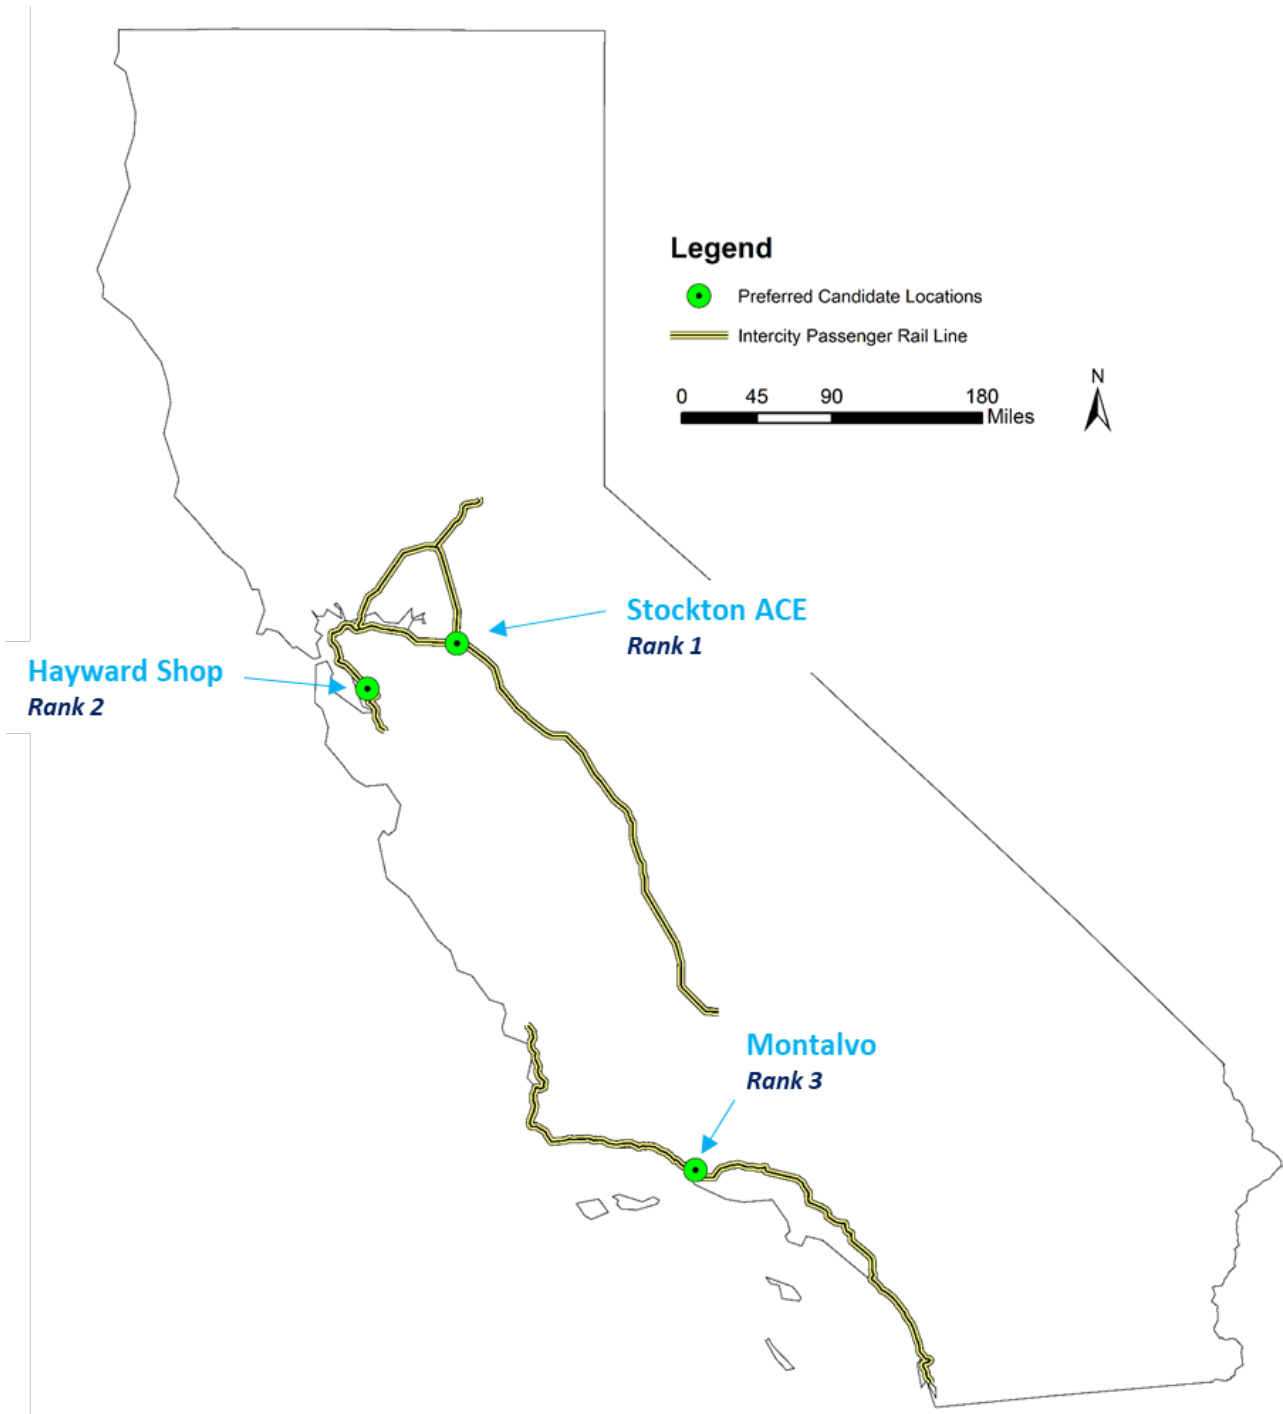 Legend
Preferred Candidate Locations
Intercity Passenger Rail Line
0 45 90 180
Miles
N
Stockton ACE
Rank 1
Hayward Shop
Rank 2
Montalvo
Rank 3